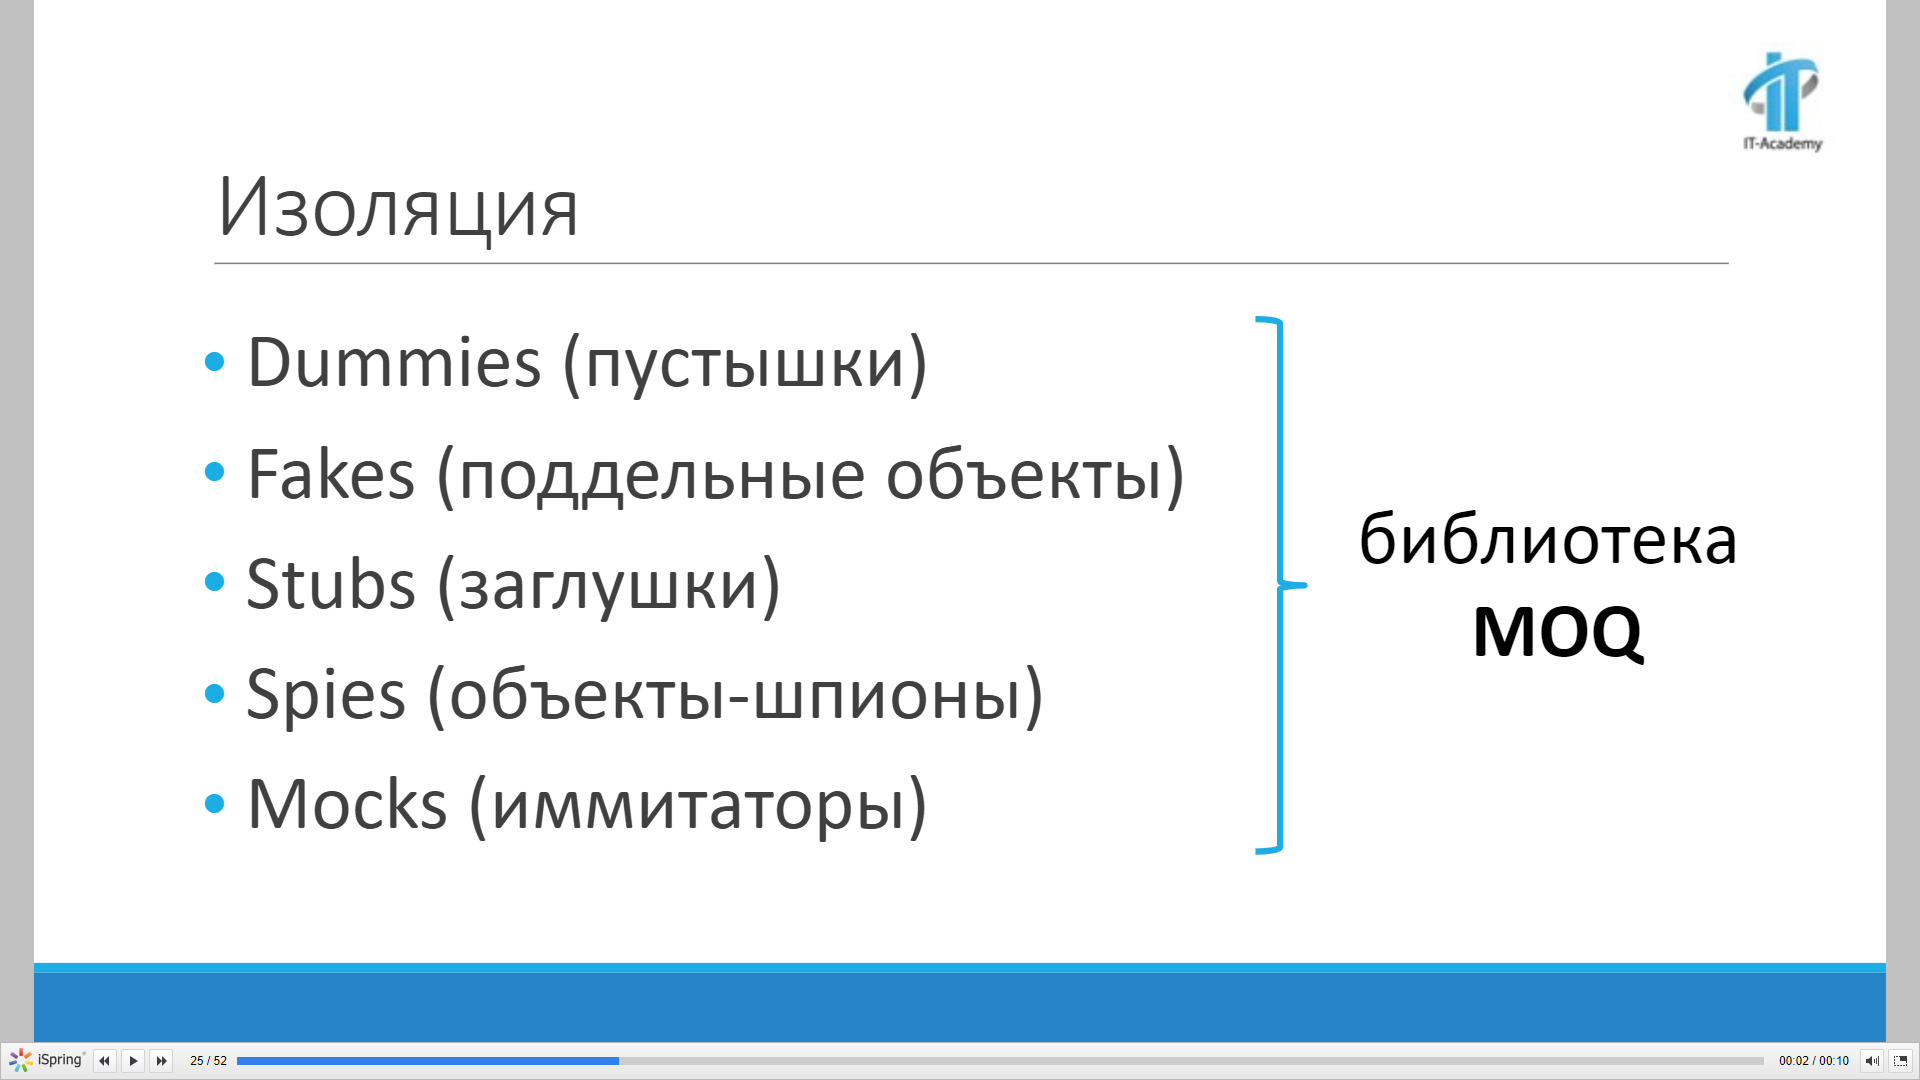 IT-Academy
Изоляция
• Dummies (пустышки)
• Fakes (поддельные объекты)
• Stubs (заглушки)
• Spies (объекты-шпионы)
• Mocks (иммитаторы)
библиотека
MOQ
iSpring
25 / 52
00:02 / 00:10